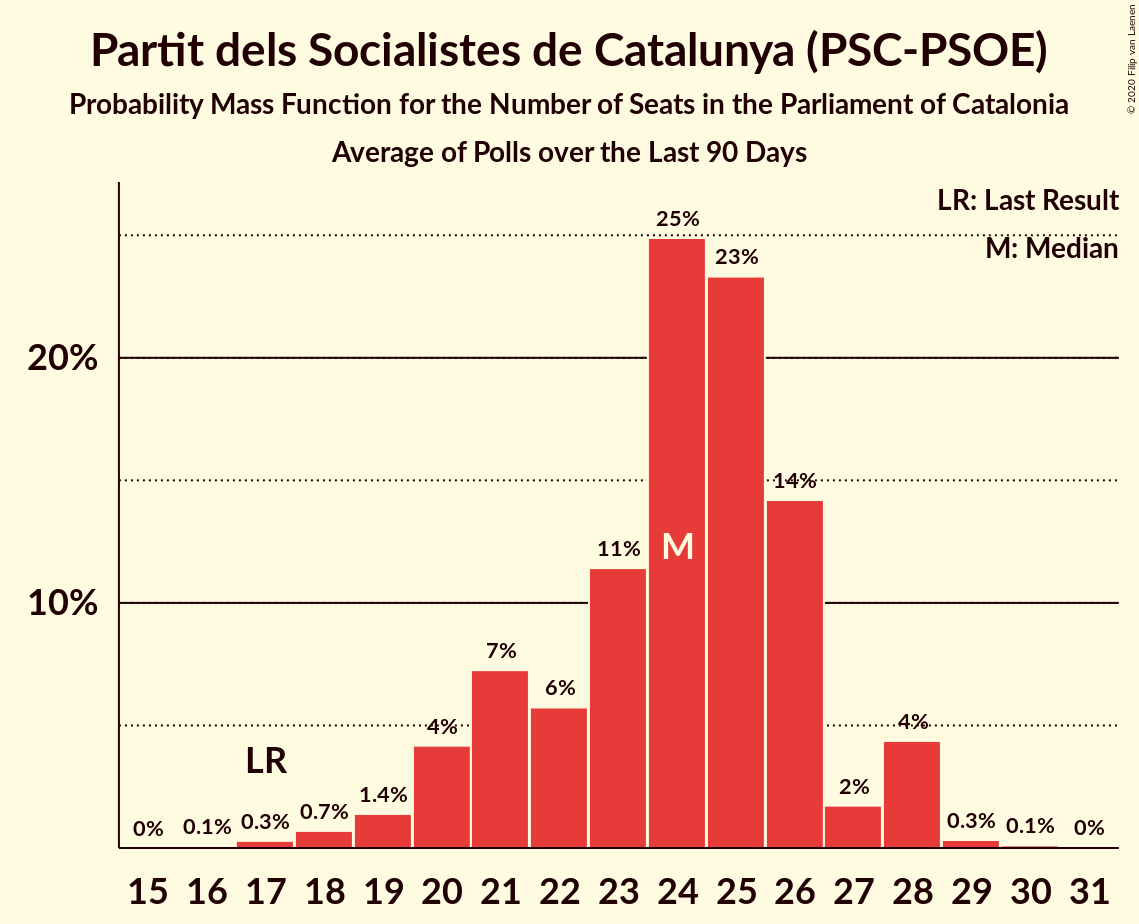 Partit dels Socialistes de Catalunya (PSC-PSOE)
Probability Mass Function for the Number of Seats in the Parliament of Catalonia
Average of Polls over the Last 90 Days
© 2020 Filip van Laenen
LR: Last Result
M: Median
20%
10%
0%
0.1%
0.3%
0.7%
1.4%
4%
7%
6%
11%
25%
23%
14%
2%
4%
0.3%
0.1%
0%
LR
M
15 16 17 18 19 20 21 22 23 24 25 26 27 28 29 30 31